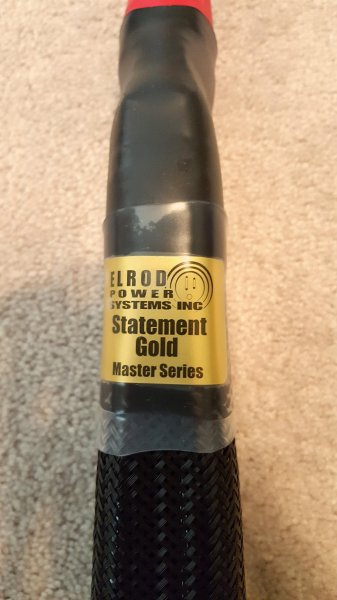 ELROD
POWER
SYSTEMS INC
Statement
Gold
Master Series